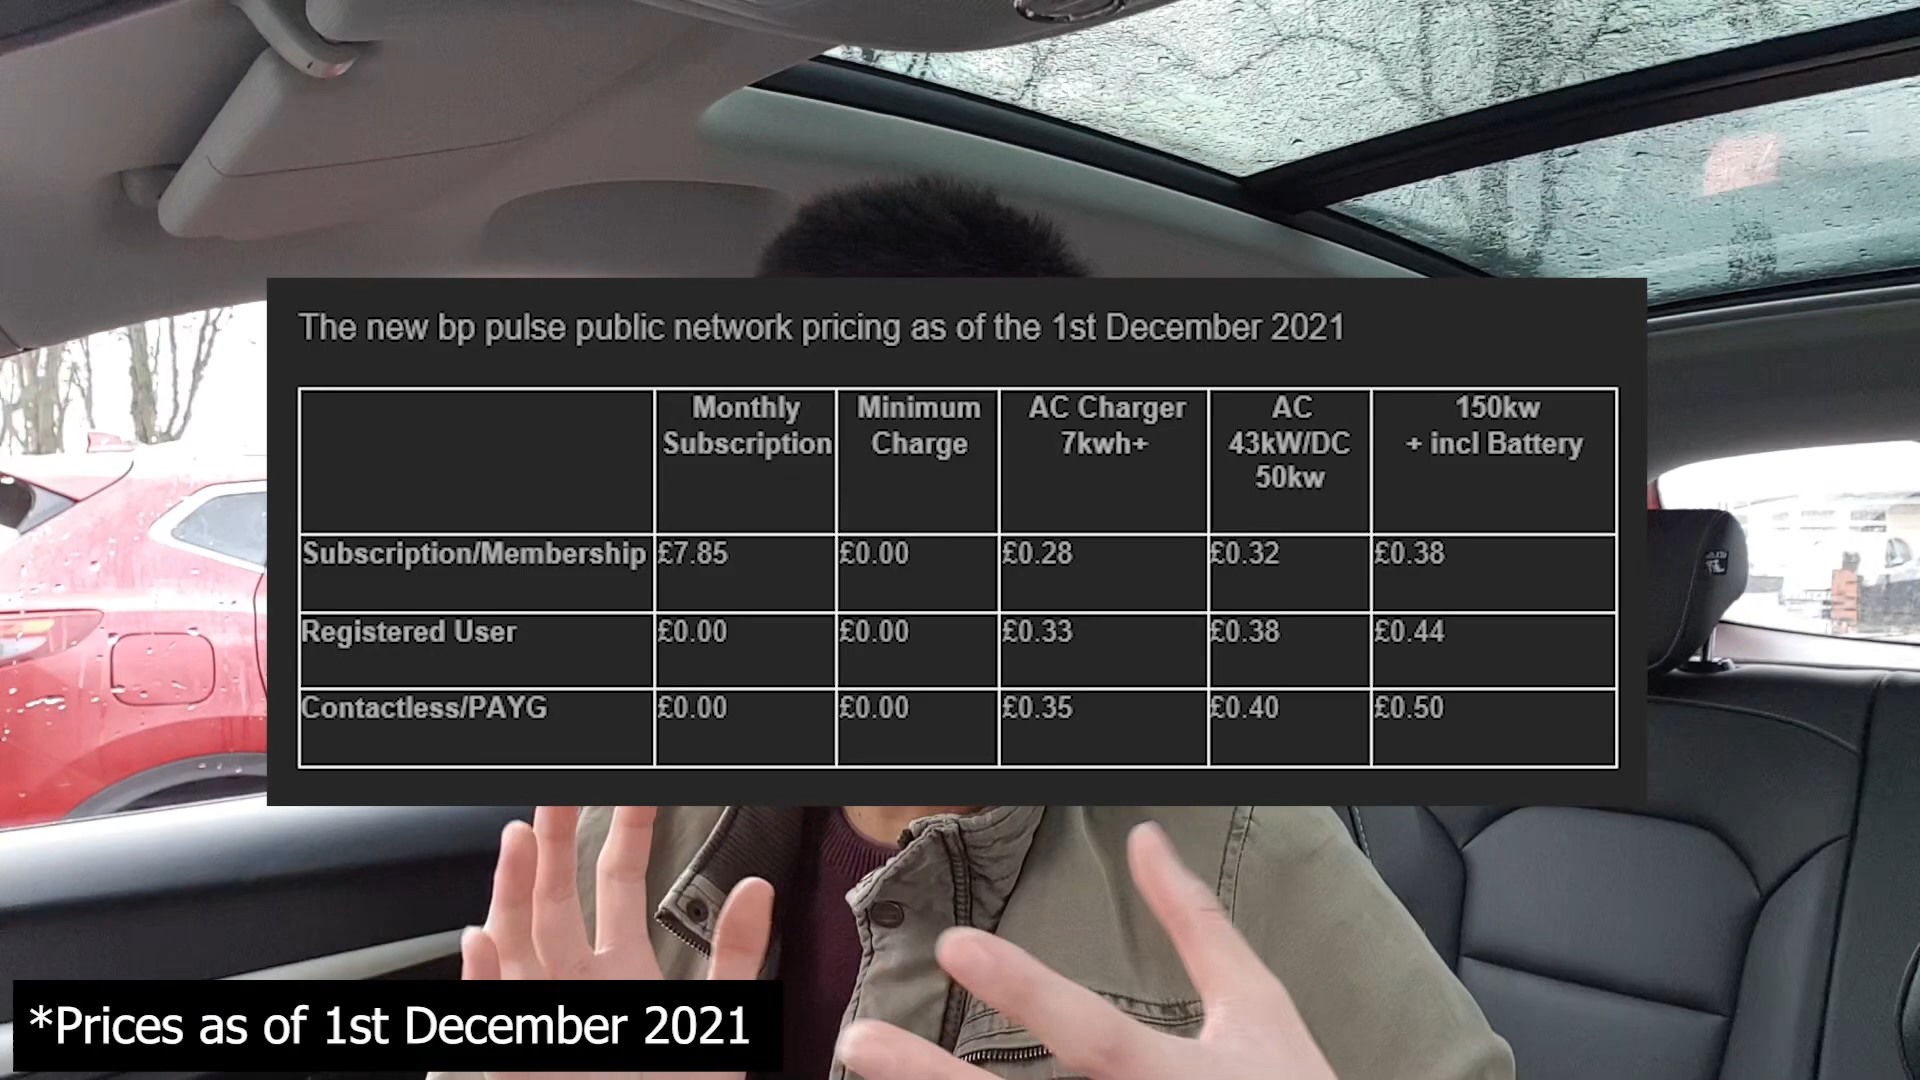 The new bp pulse public network pricing as of the 1st December 2021
Monthly Subscription Minimum Charge AC Charger 7kwh+ AC 43kW/DC 50kw 150kw + incl Battery
Subscription/Membership £7.85 £0.00 £0.28 £0.32 £0.38
Registered User £0.00 £0.00 £0.33 £0.38 £0.44
Contactless/PAYG £0.00 £0.00 £0.35 £0.40 £0.50
*Prices as of 1st December 2021